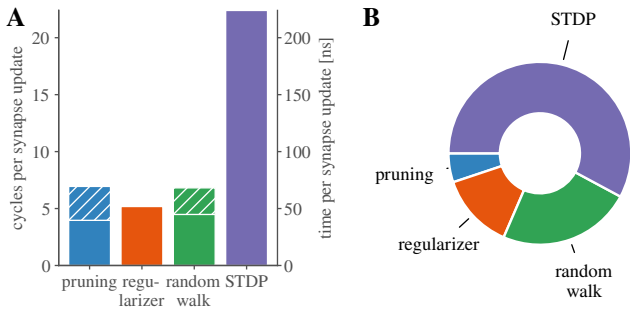 A
cycles per synapse update
20
15
10
5
0
pruning
regu-
larizer
random
walk
STDP
200
150
100
50
0
time per synapse update [ns]
B
STDP
pruning
regularizer
random
walk